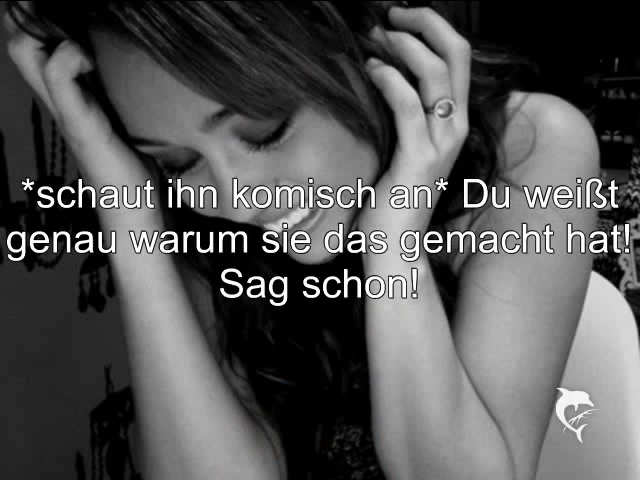 *schaut ihn komisch an* Du weißt
genau warum sie das gemacht hat!
Sag schon!